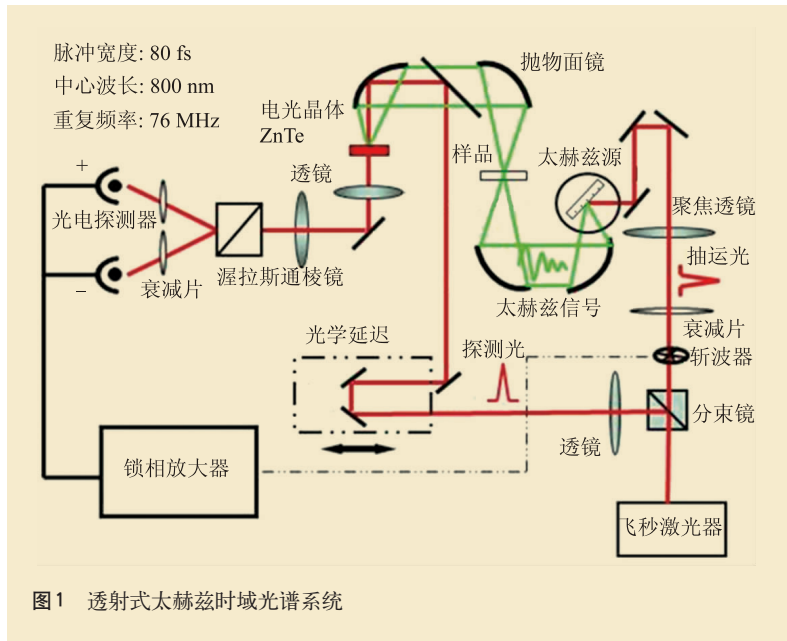 脉冲宽度: 80 fs
中心波长: 800 nm
重复频率: 76 MHz
抛物面镜
电光晶体
ZnTe
样品
太赫兹源
+
透镜
聚焦透镜
光电探测器
抽运光
−
衰减片
渥拉斯通棱镜
太赫兹信号
衰减片
光学延迟
探测光
斩波器
分束镜
透镜
锁相放大器
飞秒激光器
图1 透射式太赫兹时域光谱系统